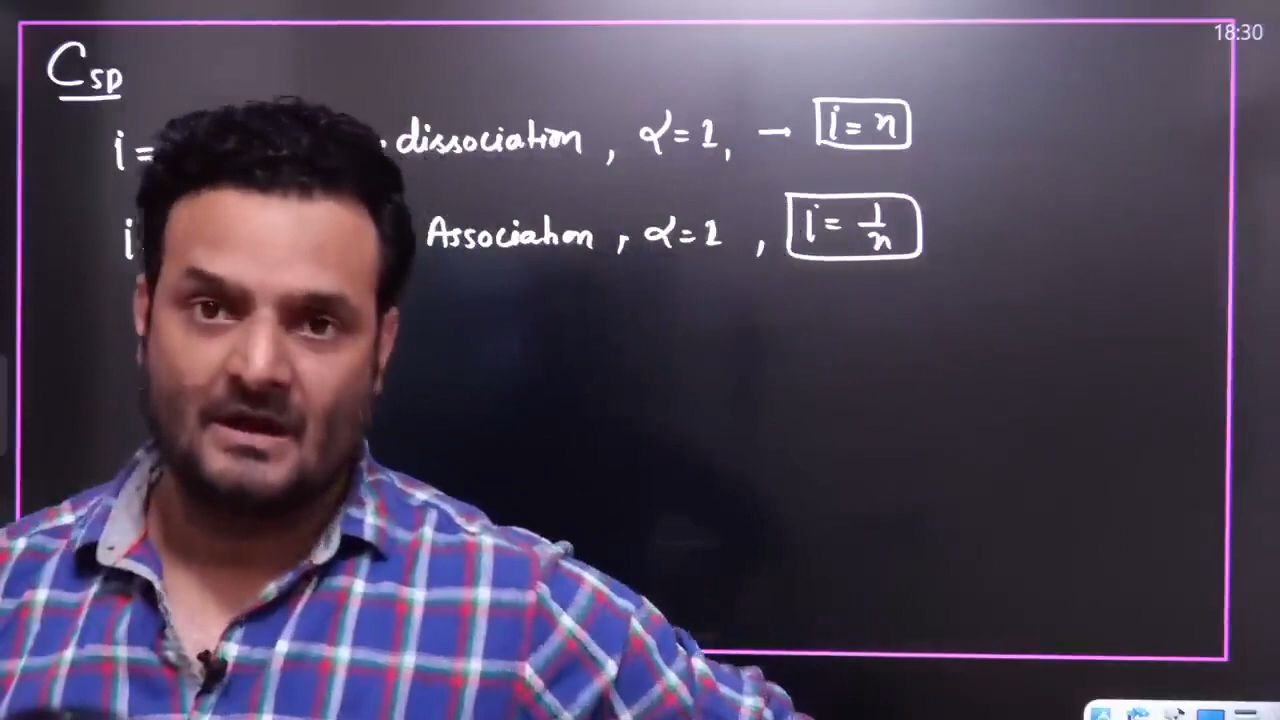 18:30
CSP
i = dissociation, α=1, → i = n
i Association, α=1, i = 1/n